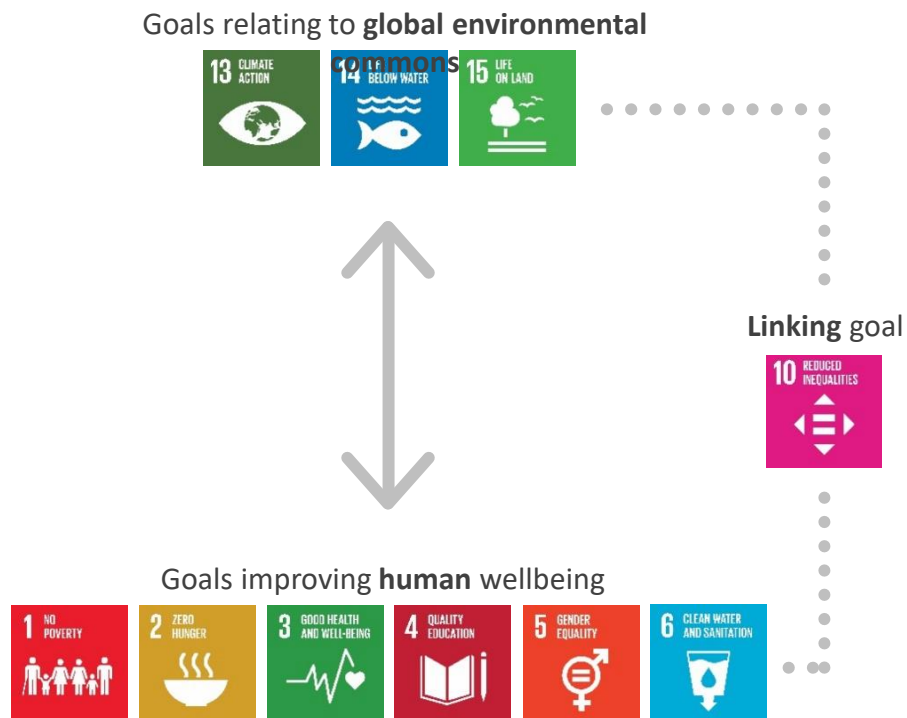 Goals relating to global environmental
commons
13 CLIMATE
ACTION
14 LIFE
BELOW WATER
15 LIFE
ON LAND
Linking goal
10 REDUCED
INEQUALITIES
Goals improving human wellbeing
1 NO
POVERTY
2 ZERO
HUNGER
3 GOOD HEALTH
AND WELL-BEING
4 QUALITY
EDUCATION
5 GENDER
EQUALITY
6 CLEAN WATER
AND SANITATION